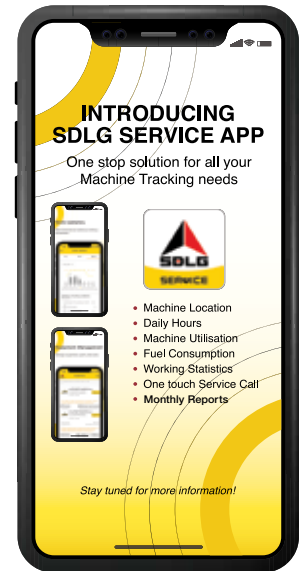 INTRODUCING
SDLG SERVICE APP
One stop solution for all your
Machine Tracking needs
SDLG
SERVICE
• Machine Location
• Daily Hours
• Machine Utilisation
• Fuel Consumption
• Working Statistics
• One touch Service Call
• Monthly Reports
Stay tuned for more information!